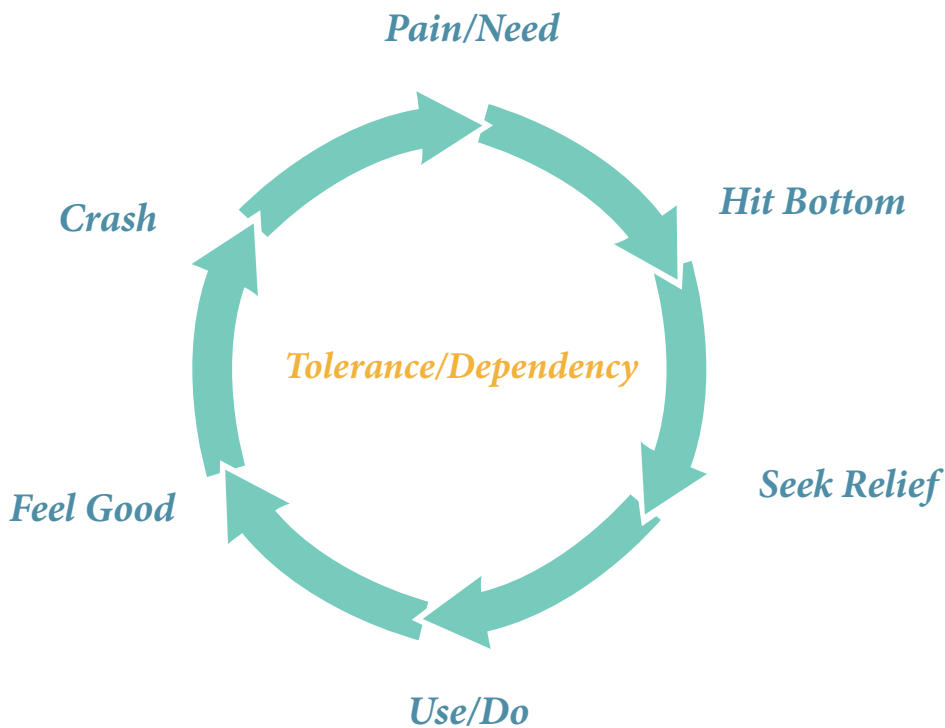 Pain/Need
Hit Bottom
Crash
Tolerance/Dependency
Seek Relief
Feel Good
Use/Do